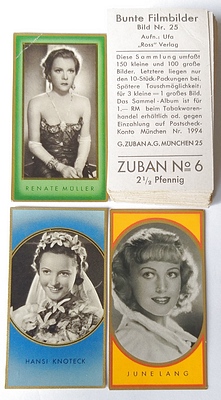 RENATE MÜLLER
Bunte Filmbilder
Bild Nr. 25
Aufn.: Ufa
"Ross" Verlag
Diese Sammlung umfaßt
150 kleine und 100 große
Bilder. Letztere liegen nur
den 10-Stück-Packungen bei.
Spätere Tauschmöglichkeit:
für 3 kleine — 1 großes Bild.
Das Sammel-Album ist für
1.— RM beim Tabakwaren-
handel erhältlich od. gegen
Einzahlung auf Postscheck-
Konto München Nr. 1994
G. ZUBAN A.G. MÜNCHEN 25
ZUBAN No 6
2½ Pfennig
HANSI KNOTECK
JUNE LANG